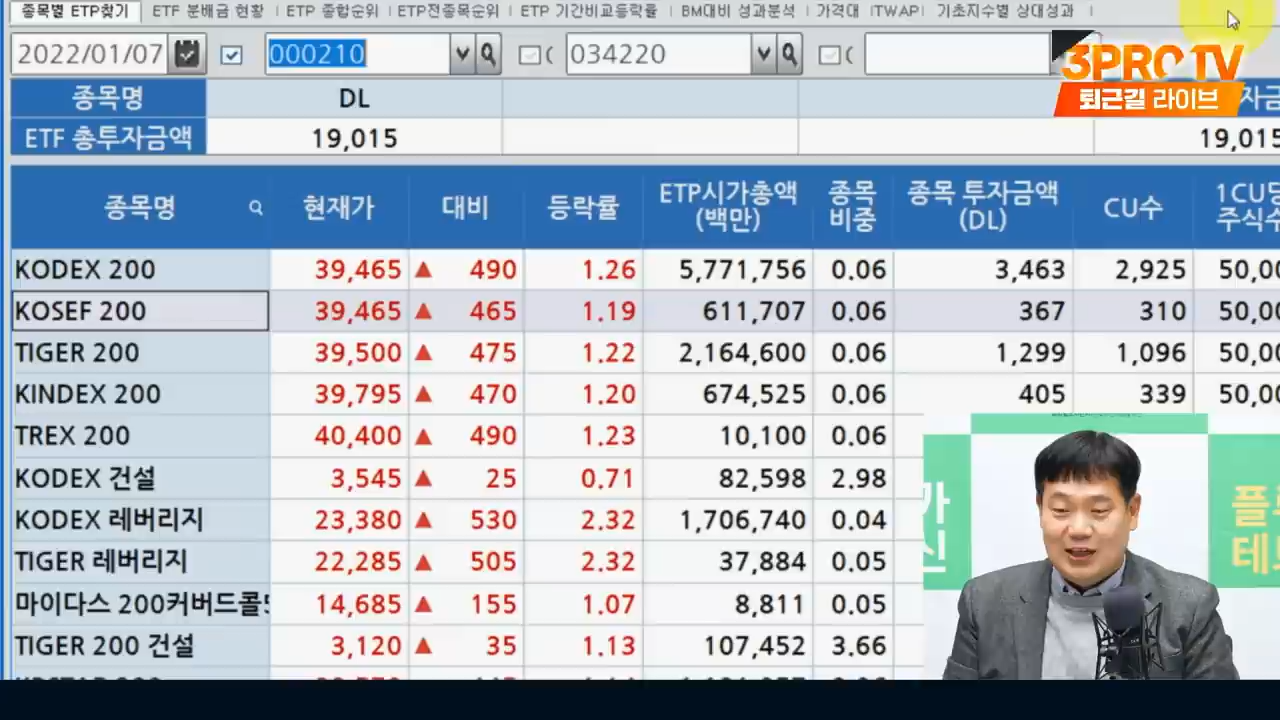 종목별 ETP찾기 | ETF 분배금 현황 | ETP 종합순위 | ETP전종목순위 | ETP 기간비교등락율 | BM대비 성과분석 | 가격대 |TWAP| 기초지수별 상대성과 |
2022/01/07 000210 ( 034220 (
3PRO TV
퇴근길 라이브
종목명 DL
ETF 총투자금액 19,015 19,015
종목명 현재가 대비 등락률 ETP시가총액 (백만) 종목 비중 종목 투자금액 (DL) CU수
KODEX 200 39,465 ▲ 490 1.26 5,771,756 0.06 3,463 2,925
KOSEF 200 39,465 ▲ 465 1.19 611,707 0.06 367 310
TIGER 200 39,500 ▲ 475 1.22 2,164,600 0.06 1,299 1,096
KINDEX 200 39,795 ▲ 470 1.20 674,525 0.06 405 339
TREX 200 40,400 ▲ 490 1.23 10,100 0.06
KODEX 건설 3,545 ▲ 25 0.71 82,598 2.98
KODEX 레버리지 23,380 ▲ 530 2.32 1,706,740 0.04
TIGER 레버리지 22,285 ▲ 505 2.32 37,884 0.05
마이다스 200커버드콜 14,685 ▲ 155 1.07 8,811 0.05
TIGER 200 건설 3,120 ▲ 35 1.13 107,452 3.66